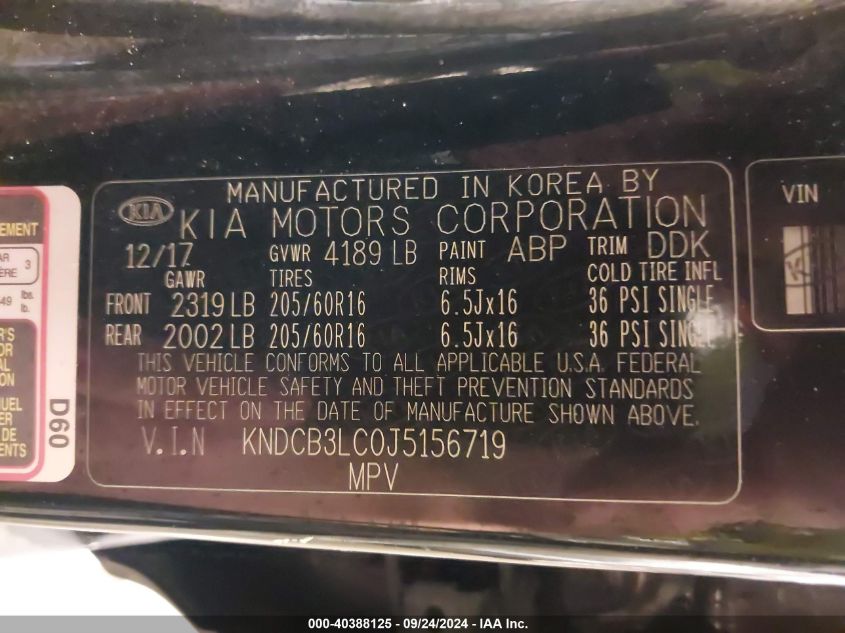 MANUFACTURED IN KOREA BY
KIA KIA MOTORS CORPORATION
12/17 GVWR 4189 LB PAINT ABP TRIM DDK
GAWR TIRES RIMS COLD TIRE INFL
FRONT 2319 LB 205/60R16 6.5Jx16 36 PSI SINGLE
REAR 2002 LB 205/60R16 6.5Jx16 36 PSI SINGLE
THIS VEHICLE CONFORMS TO ALL APPLICABLE U.S.A. FEDERAL
MOTOR VEHICLE SAFETY AND THEFT PREVENTION STANDARDS
IN EFFECT ON THE DATE OF MANUFACTURE SHOWN ABOVE.
V.I.N KNDCB3LC0J5156719
MPV
VIN
3
lbs.
lb.
D60
000-40388125 - 09/24/2024 - IAA Inc.